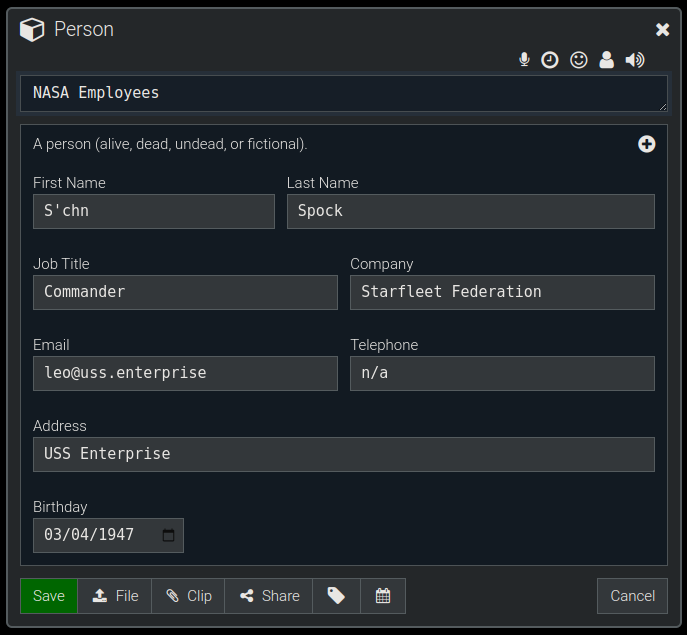 Person
NASA Employees
A person (alive, dead, undead, or fictional).
First Name Last Name
S'chn Spock
Job Title Company
Commander Starfleet Federation
Email Telephone
leo@uss.enterprise n/a
Address
USS Enterprise
Birthday
03/04/1947
Save File Clip Share Cancel